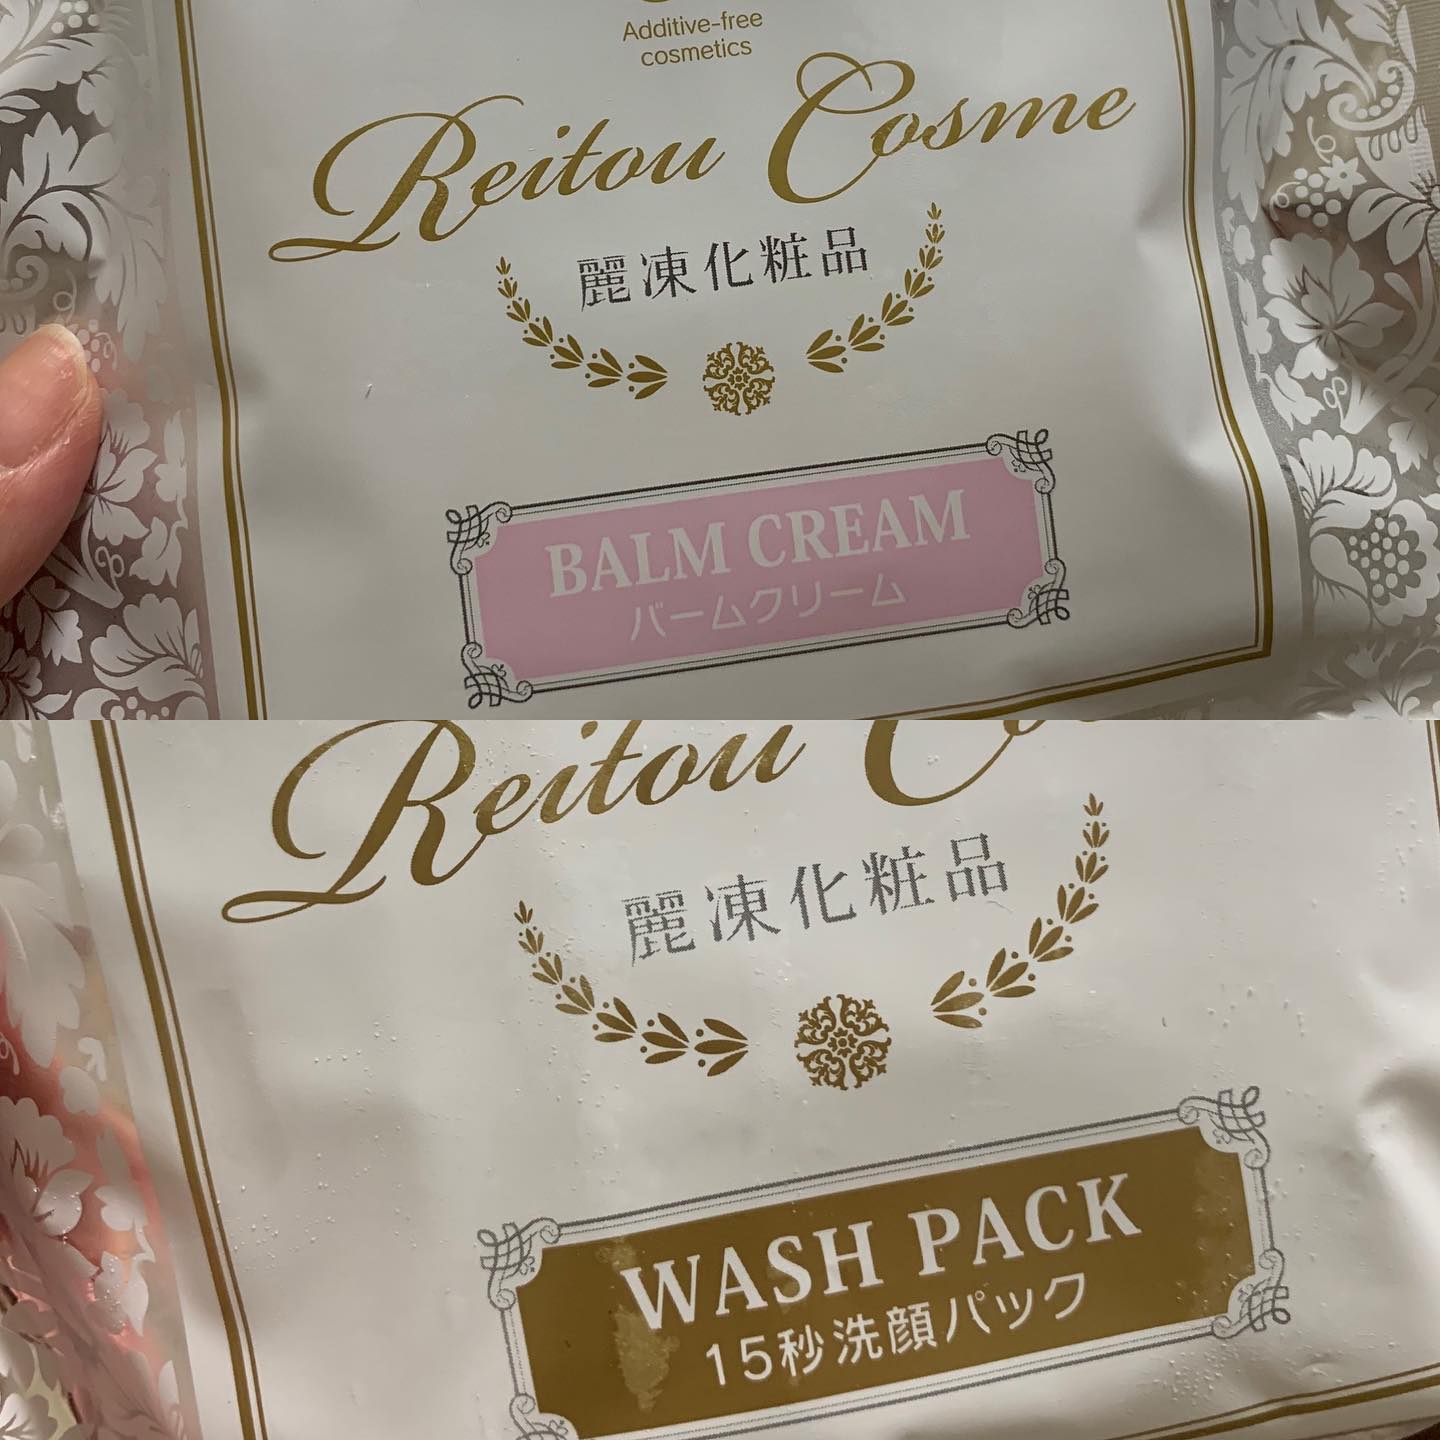 Additive-free
cosmetics
Reitou Cosme
麗凍化粧品
BALM CREAM
バームクリーム
Reitou
麗凍化粧品
WASH PACK
15秒洗顔パック